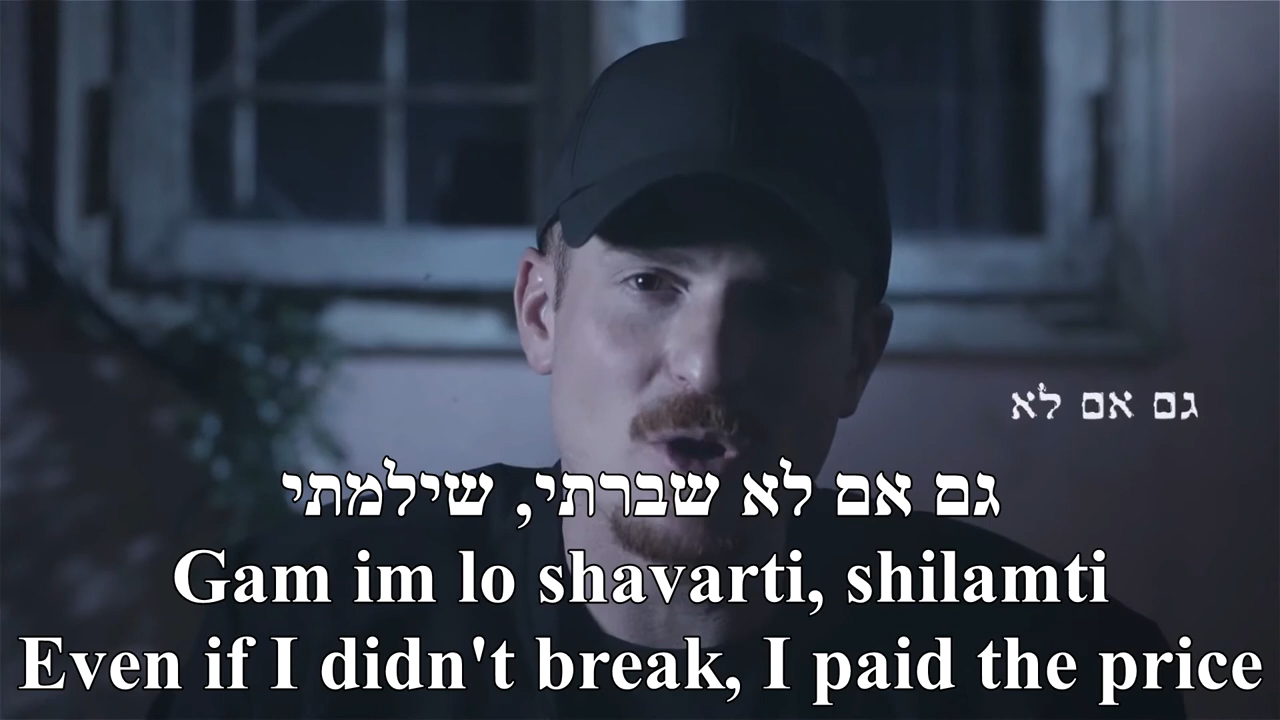 גם אם לא
גם אם לא שברתי, שילמתי
Gam im lo shavarti, shilamti
Even if I didn't break, I paid the price